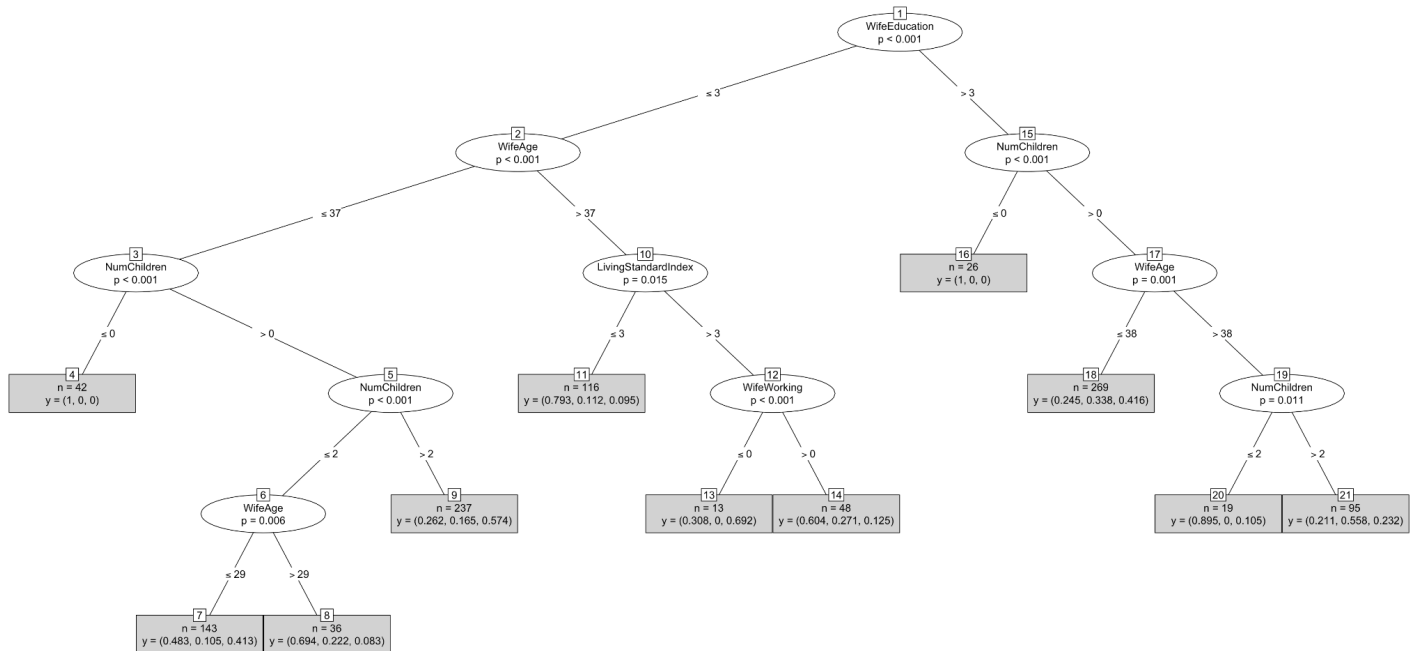 1
WifeEducation
p < 0.001
≤ 3
> 3
2
WifeAge
p < 0.001
15
NumChildren
p < 0.001
≤ 37
> 37
≤ 0
> 0
3
NumChildren
p < 0.001
10
LivingStandardIndex
p = 0.015
16
n = 26
y = (1, 0, 0)
17
WifeAge
p = 0.001
≤ 0
> 0
≤ 3
> 3
≤ 38
> 38
4
n = 42
y = (1, 0, 0)
5
NumChildren
p < 0.001
11
n = 116
y = (0.793, 0.112, 0.095)
12
WifeWorking
p < 0.001
18
n = 269
y = (0.245, 0.338, 0.416)
19
NumChildren
p = 0.011
≤ 2
> 2
≤ 0
> 0
≤ 2
> 2
6
WifeAge
p = 0.006
9
n = 237
y = (0.262, 0.165, 0.574)
13
n = 13
y = (0.308, 0, 0.692)
14
n = 48
y = (0.604, 0.271, 0.125)
20
n = 19
y = (0.895, 0, 0.105)
21
n = 95
y = (0.211, 0.558, 0.232)
≤ 29
> 29
7
n = 143
y = (0.483, 0.105, 0.413)
8
n = 36
y = (0.694, 0.222, 0.083)